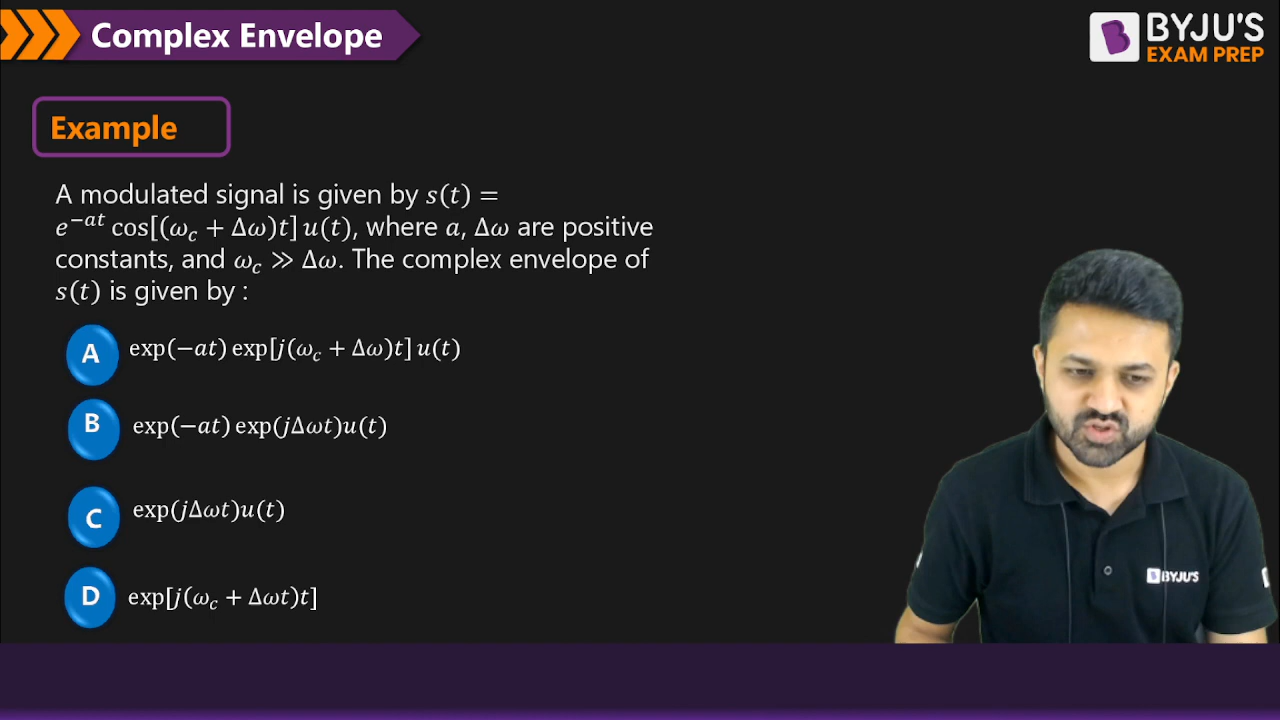 Complex Envelope
BYJU'S
EXAM PREP
Example
A modulated signal is given by s(t) =
e^{−at} cos[(ω_c + Δω)t] u(t), where a, Δω are positive
constants, and ω_c ≫ Δω. The complex envelope of
s(t) is given by :
A exp(−at) exp[j(ω_c + Δω)t] u(t)
B exp(−at) exp(jΔωt)u(t)
C exp(jΔωt)u(t)
D exp[j(ω_c + Δωt)t]
BYJU'S